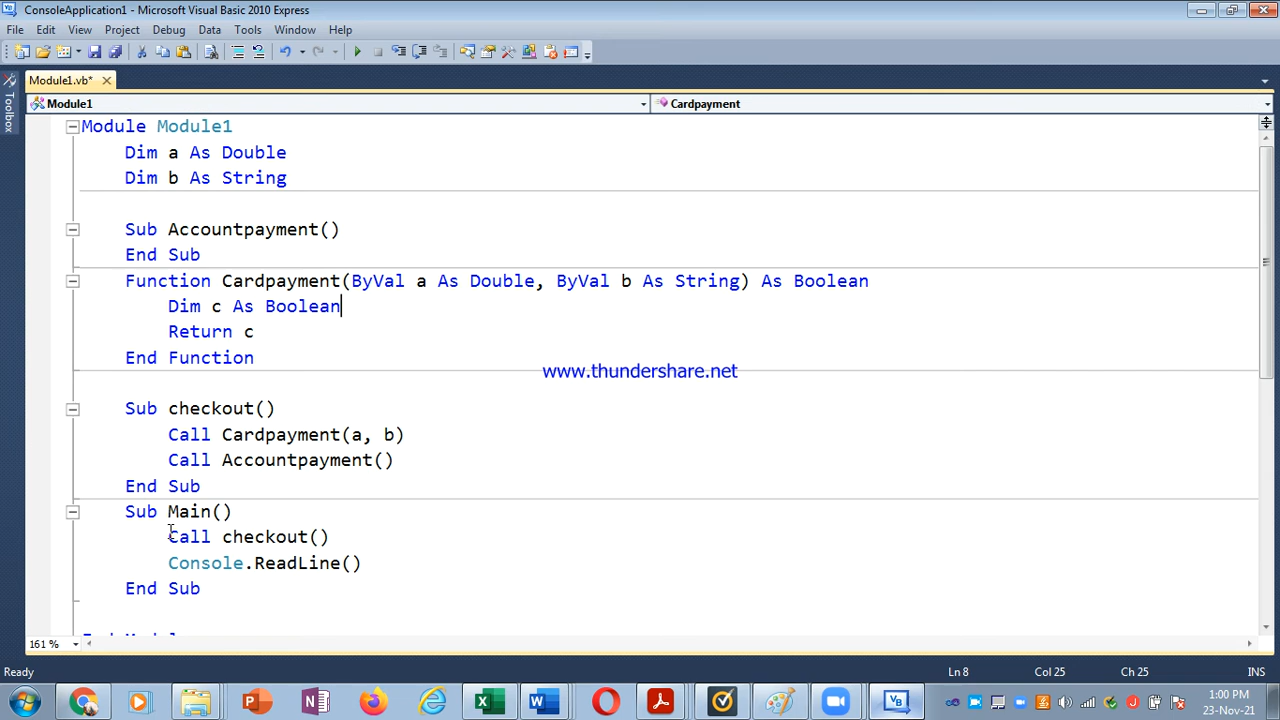 ConsoleApplication1 - Microsoft Visual Basic 2010 Express
File Edit View Project Debug Data Tools Window Help
Module1.vb*
Toolbox
Module1 Cardpayment
Module Module1
Dim a As Double
Dim b As String
Sub Accountpayment()
End Sub
Function Cardpayment(ByVal a As Double, ByVal b As String) As Boolean
Dim c As Boolean
Return c
End Function
www.thundershare.net
Sub checkout()
Call Cardpayment(a, b)
Call Accountpayment()
End Sub
Sub Main()
Call checkout()
Console.ReadLine()
End Sub
161 %
Ready Ln 8 Col 25 Ch 25 INS
1:00 PM
23-Nov-21